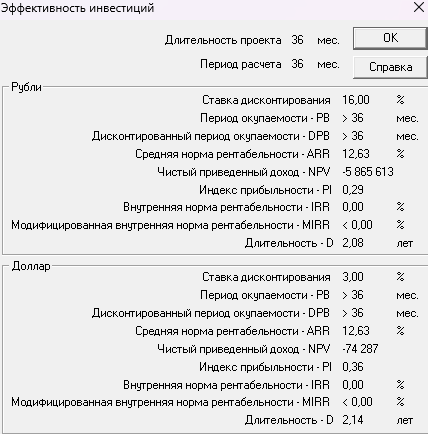 Эффективность инвестиций
Длительность проекта 36 мес. ОК
Период расчета 36 мес. Справка
Рубли
Ставка дисконтирования 16,00 %
Период окупаемости - PB > 36 мес.
Дисконтированный период окупаемости - DPB > 36 мес.
Средняя норма рентабельности - ARR 12,63 %
Чистый приведенный доход - NPV -5 865 613
Индекс прибыльности - PI 0,29
Внутренняя норма рентабельности - IRR 0,00 %
Модифицированная внутренняя норма рентабельности - MIRR < 0,00 %
Длительность - D 2,08 лет
Доллар
Ставка дисконтирования 3,00 %
Период окупаемости - PB > 36 мес.
Дисконтированный период окупаемости - DPB > 36 мес.
Средняя норма рентабельности - ARR 12,63 %
Чистый приведенный доход - NPV -74 287
Индекс прибыльности - PI 0,36
Внутренняя норма рентабельности - IRR 0,00 %
Модифицированная внутренняя норма рентабельности - MIRR < 0,00 %
Длительность - D 2,14 лет